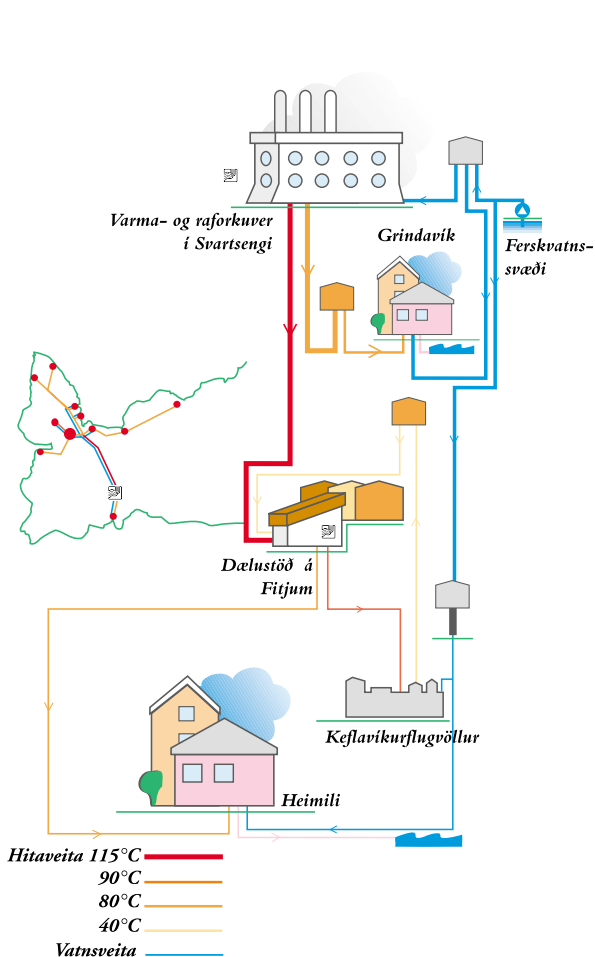 Varma- og raforkuver
í Svartsengi
Grindavík
Ferskvatns-
svæði
Dælustöð á
Fitjum
Keflavíkurflugvöllur
Heimili
Hitaveita 115°C
90°C
80°C
40°C
Vatnsveita